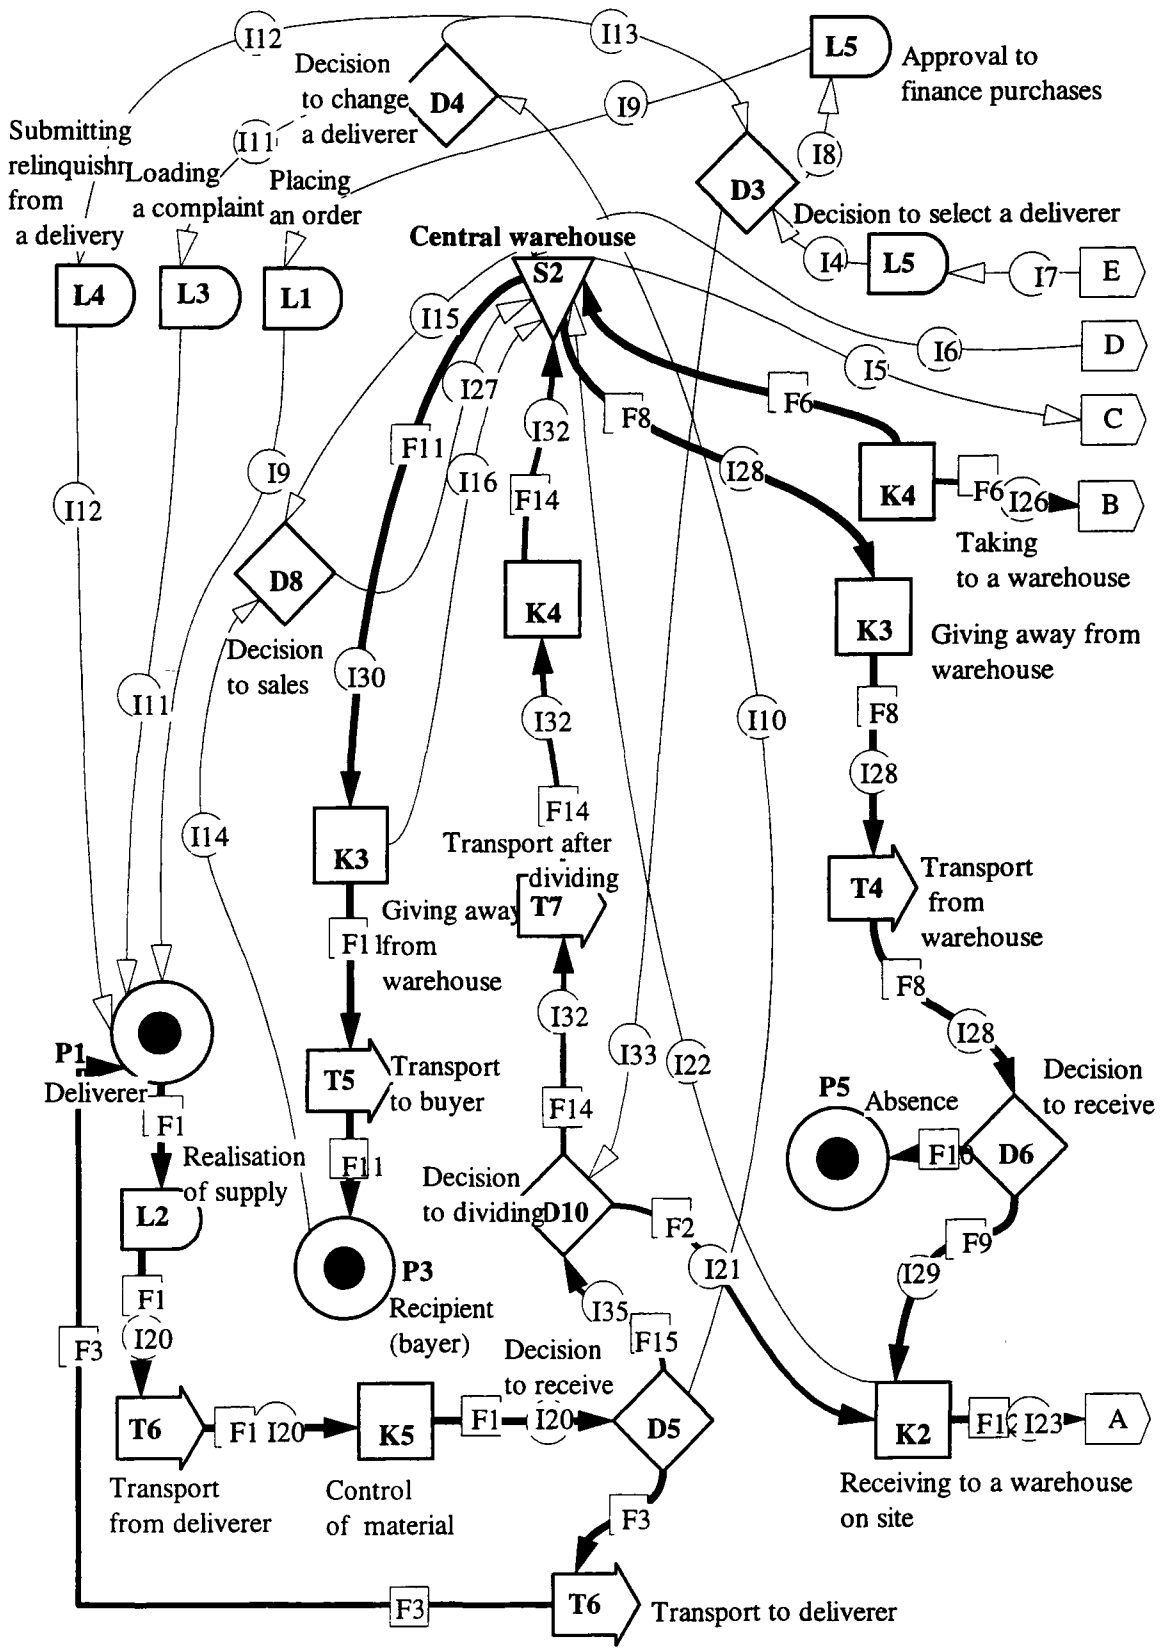 I12
I13
L5
Approval to
finance purchases
Decision
to change
a deliverer
D4
I9
I11
I8
Submitting
from
a delivery
Loading
a complaint
Placing
an order
D3
Decision to select a deliverer
Central warehouse
S2
I4
L5
I7
E
L4
L3
L1
I15
I6
D
I5
I27
F6
C
F11
I32
F8
I9
I16
I28
K4
F6
I26
B
I12
F14
Taking
to a warehouse
D8
K4
K3
Giving away from
warehouse
Decision
to sales
I30
I11
I32
I10
F8
I28
I14
F14
K3
Transport after
dividing
T7
T4
Transport
from
warehouse
Giving away
from
warehouse
F11
F8
I32
I28
P1
Deliverer
I33
I22
T5
Transport
to buyer
Decision
to receive
P5
Absence
F1
F14
F11
F10
D6
Realisation
of supply
Decision
to dividing
D10
L2
F2
F9
P3
Recipient
(bayer)
I21
I29
F1
I35
I20
F3
F15
Decision
to receive
T6
F1
I20
K5
F1
I20
D5
K2
I23
A
Transport
from deliverer
Control
of material
Receiving to a warehouse
on site
F3
F3
T6
Transport to deliverer